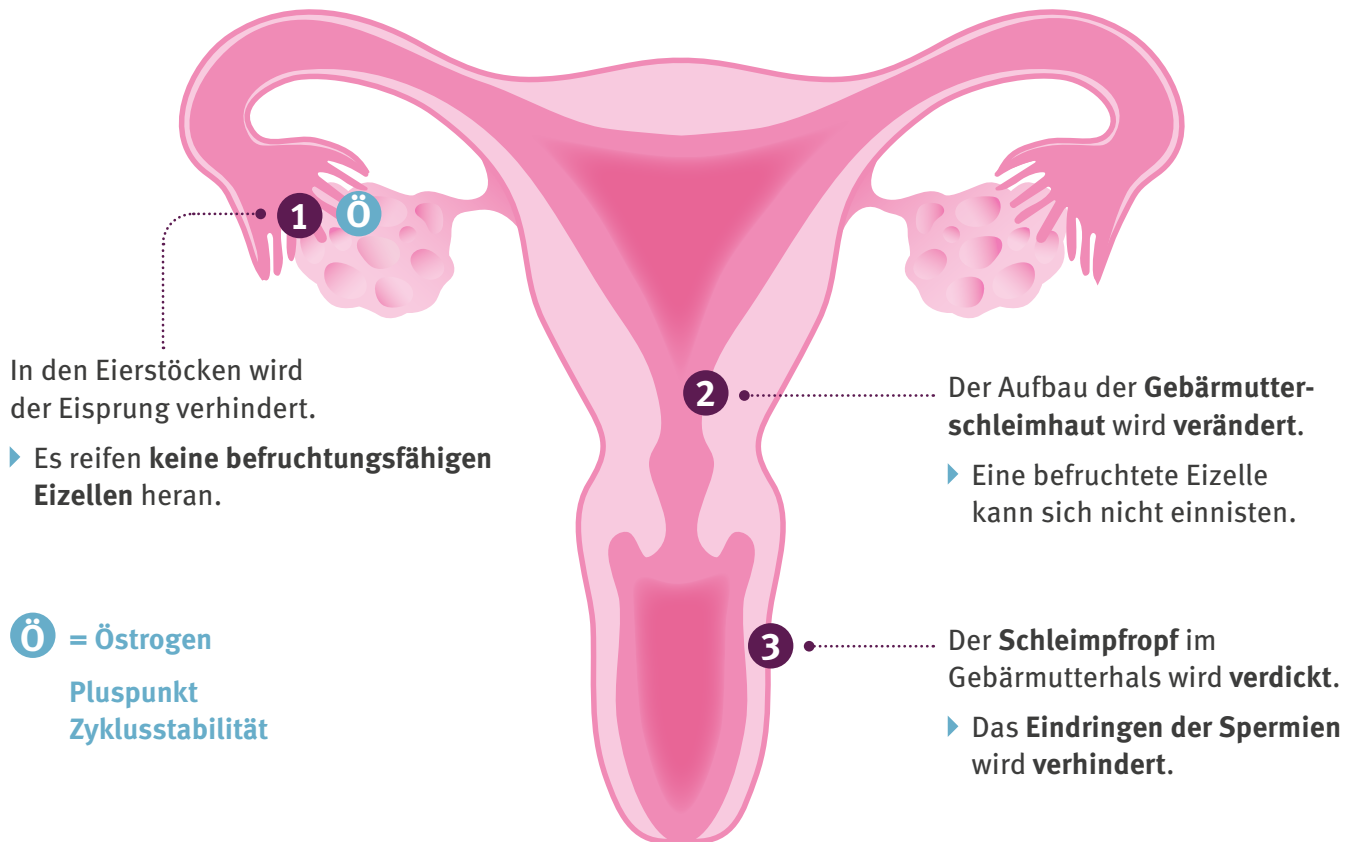 1
Ö
In den Eierstöcken wird
der Eisprung verhindert.
Es reifen keine befruchtungsfähigen
Eizellen heran.
Ö = Östrogen
Pluspunkt
Zyklusstabilität
2
Der Aufbau der Gebärmutter-
schleimhaut wird verändert.
Eine befruchtete Eizelle
kann sich nicht einnisten.
3
Der Schleimpfropf im
Gebärmutterhals wird verdickt.
Das Eindringen der Spermien
wird verhindert.